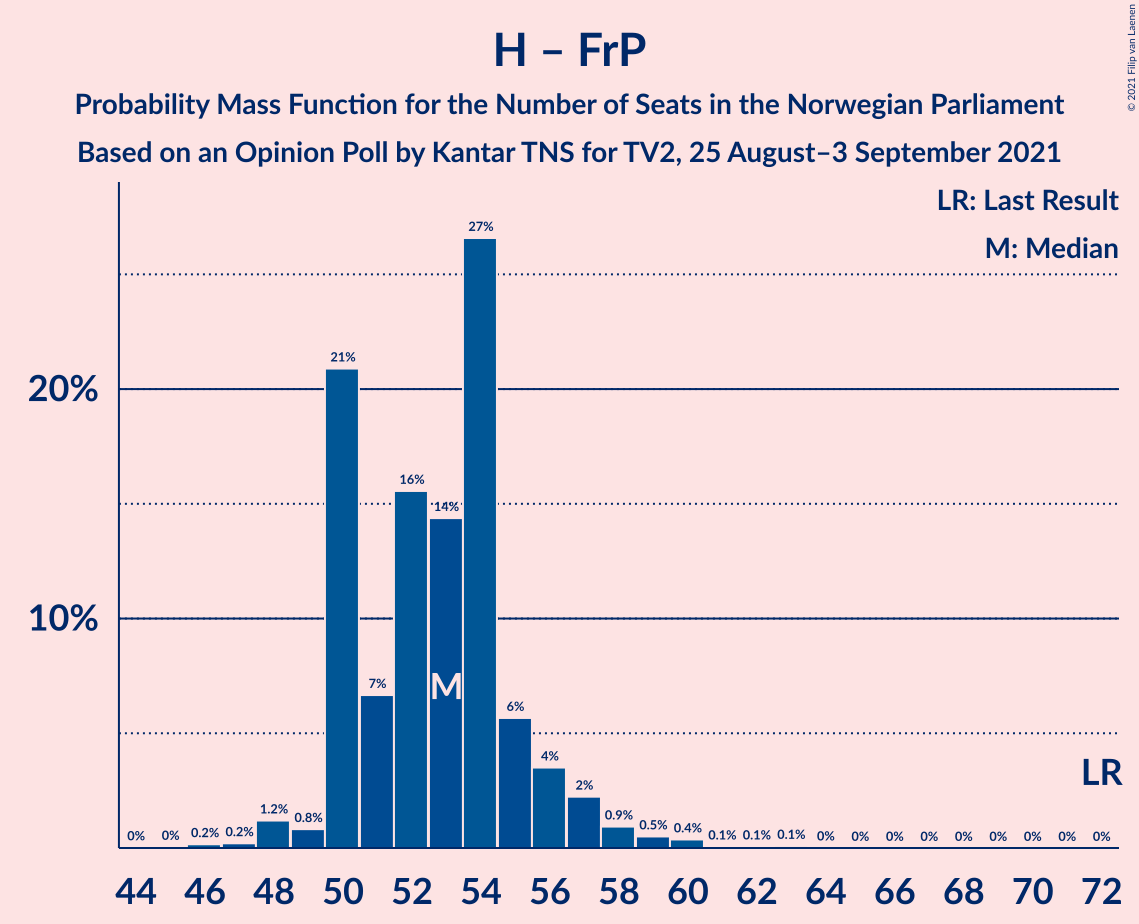 H – FrP
Probability Mass Function for the Number of Seats in the Norwegian Parliament
Based on an Opinion Poll by Kantar TNS for TV2, 25 August–3 September 2021
© 2021 Filip van Laenen
LR: Last Result
M: Median
27%
21%
20%
16%
14%
10%
M
7%
6%
4%
LR
2%
0% 0% 0.2% 0.2% 1.2% 0.8% 0.9% 0.5% 0.4% 0.1% 0.1% 0.1% 0% 0% 0% 0% 0% 0% 0% 0% 0%
44 46 48 50 52 54 56 58 60 62 64 66 68 70 72